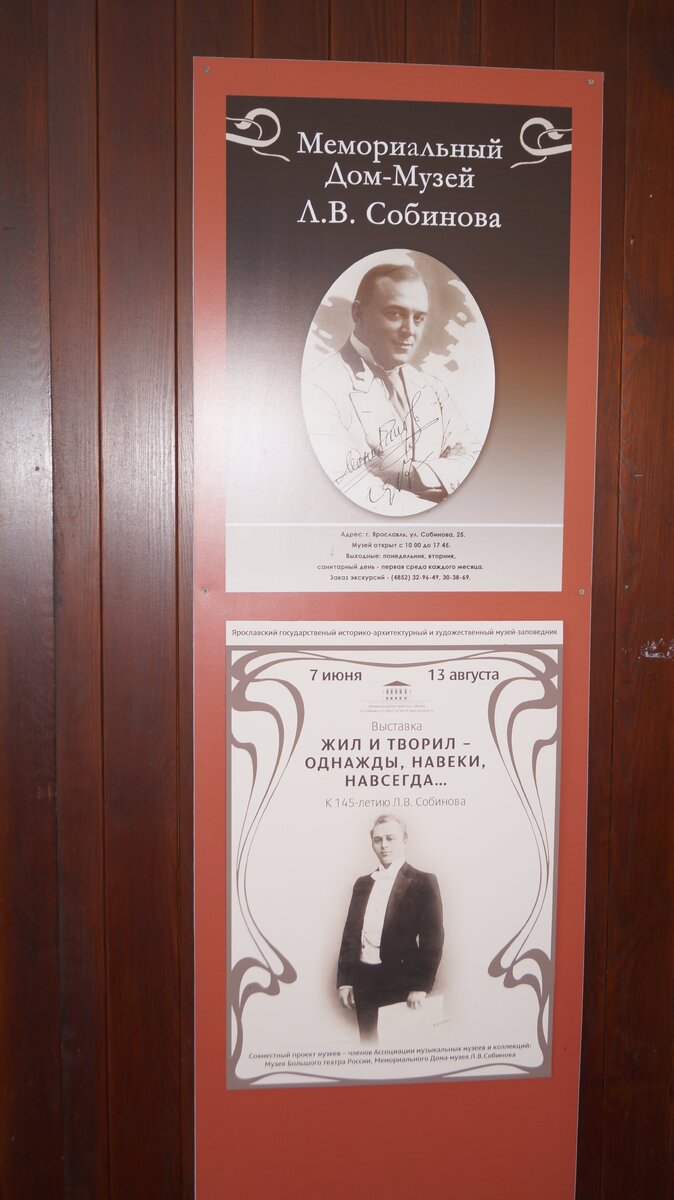 Мемориальный
Дом-Музей
Л.В. Собинова
Адрес: г. Ярославль, ул. Собинова, 25.
Музей открыт с 10 00 до 17 45.
Выходные: понедельник, вторник,
санитарный день - первая среда каждого месяца.
Заказ экскурсий - (4852) 32-96-49, 30-38-69.
Ярославский государственый историко-архитектурный и художественный музей-заповедник
7 июня 13 августа
Выставка
ЖИЛ И ТВОРИЛ –
ОДНАЖДЫ, НАВЕКИ,
НАВСЕГДА...
К 145-летию Л.В. Собинова
Совместный проект музеев – членов Ассоциации музыкальных музеев и коллекций:
Музея Большого театра России, Мемориального Дома-музея Л.В.Собинова